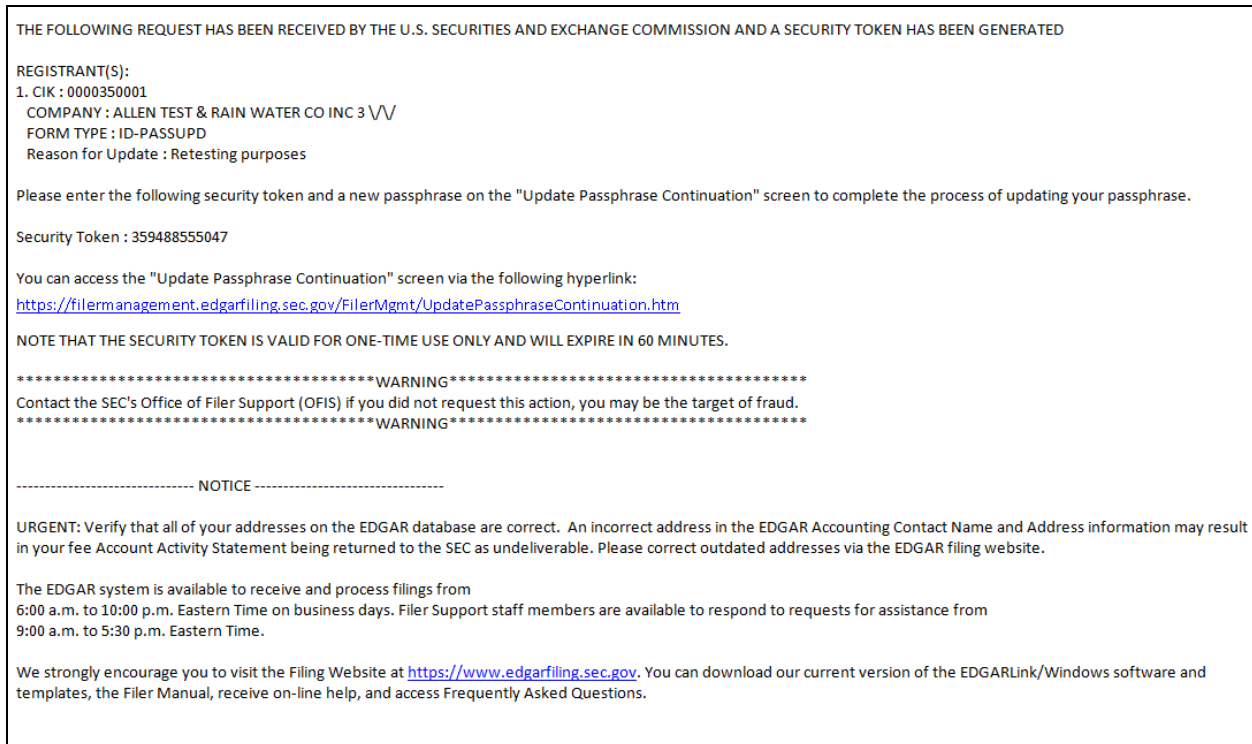 THE FOLLOWING REQUEST HAS BEEN RECEIVED BY THE U.S. SECURITIES AND EXCHANGE COMMISSION AND A SECURITY TOKEN HAS BEEN GENERATED
REGISTRANT(S):
1. CIK : 0000350001
COMPANY : ALLEN TEST & RAIN WATER CO INC 3 \/\/
FORM TYPE : ID-PASSUPD
Reason for Update : Retesting purposes
Please enter the following security token and a new passphrase on the "Update Passphrase Continuation" screen to complete the process of updating your passphrase.
Security Token : 359488555047
You can access the "Update Passphrase Continuation" screen via the following hyperlink:
https://filermanagement.edgarfiling.sec.gov/FilerMgmt/UpdatePassphraseContinuation.htm
NOTE THAT THE SECURITY TOKEN IS VALID FOR ONE-TIME USE ONLY AND WILL EXPIRE IN 60 MINUTES.
***************************************WARNING***************************************
Contact the SEC's Office of Filer Support (OFIS) if you did not request this action, you may be the target of fraud.
***************************************WARNING***************************************
------------------------------- NOTICE ---------------------------------
URGENT: Verify that all of your addresses on the EDGAR database are correct.  An incorrect address in the EDGAR Accounting Contact Name and Address information may result
in your fee Account Activity Statement being returned to the SEC as undeliverable. Please correct outdated addresses via the EDGAR filing website.
The EDGAR system is available to receive and process filings from
6:00 a.m. to 10:00 p.m. Eastern Time on business days. Filer Support staff members are available to respond to requests for assistance from
9:00 a.m. to 5:30 p.m. Eastern Time.
We strongly encourage you to visit the Filing Website at https://www.edgarfiling.sec.gov. You can download our current version of the EDGARLink/Windows software and
templates, the Filer Manual, receive on-line help, and access Frequently Asked Questions.